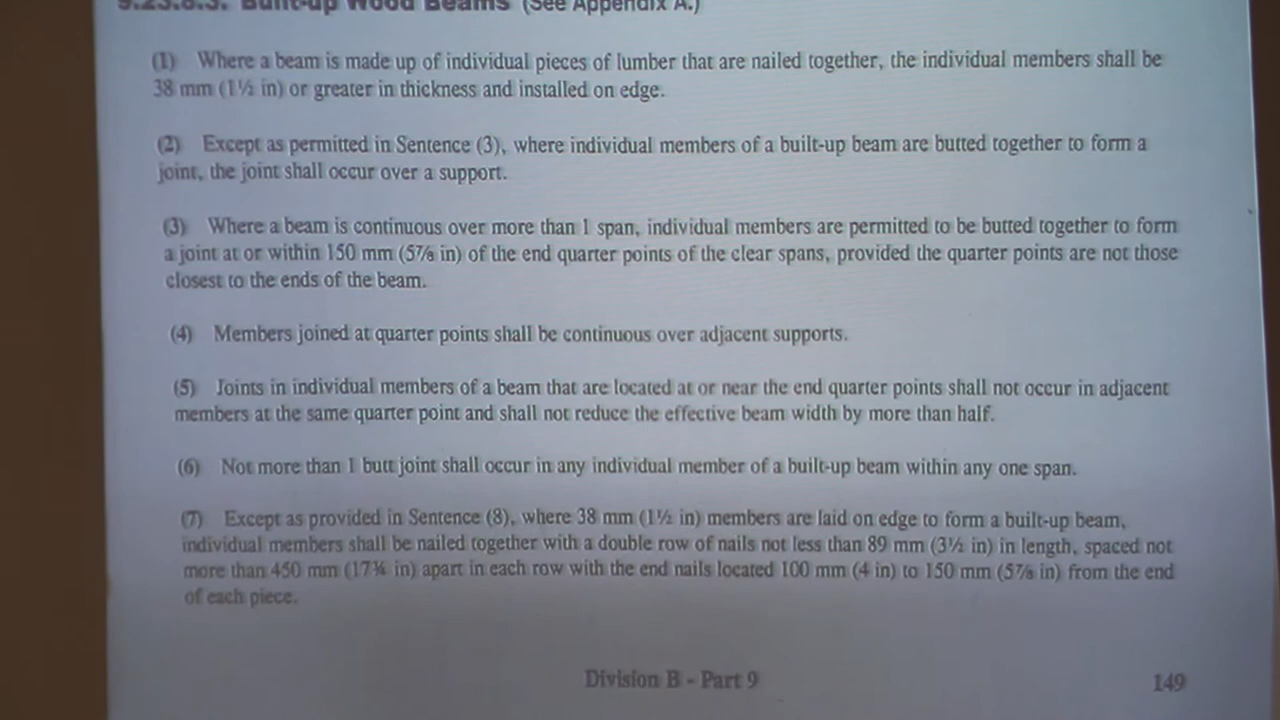 9.23.8.3. Built-up Wood Beams (See Appendix A.)
(1) Where a beam is made up of individual pieces of lumber that are nailed together, the individual members shall be
38 mm (1½ in) or greater in thickness and installed on edge.
(2) Except as permitted in Sentence (3), where individual members of a built-up beam are butted together to form a
joint, the joint shall occur over a support.
(3) Where a beam is continuous over more than 1 span, individual members are permitted to be butted together to form
a joint at or within 150 mm (5⅞ in) of the end quarter points of the clear spans, provided the quarter points are not those
closest to the ends of the beam.
(4) Members joined at quarter points shall be continuous over adjacent supports.
(5) Joints in individual members of a beam that are located at or near the end quarter points shall not occur in adjacent
members at the same quarter point and shall not reduce the effective beam width by more than half.
(6) Not more than 1 butt joint shall occur in any individual member of a built-up beam within any one span.
(7) Except as provided in Sentence (8), where 38 mm (1½ in) members are laid on edge to form a built-up beam,
individual members shall be nailed together with a double row of nails not less than 89 mm (3½ in) in length, spaced not
more than 450 mm (17¾ in) apart in each row with the end nails located 100 mm (4 in) to 150 mm (5⅞ in) from the end
of each piece.
Division B - Part 9
149